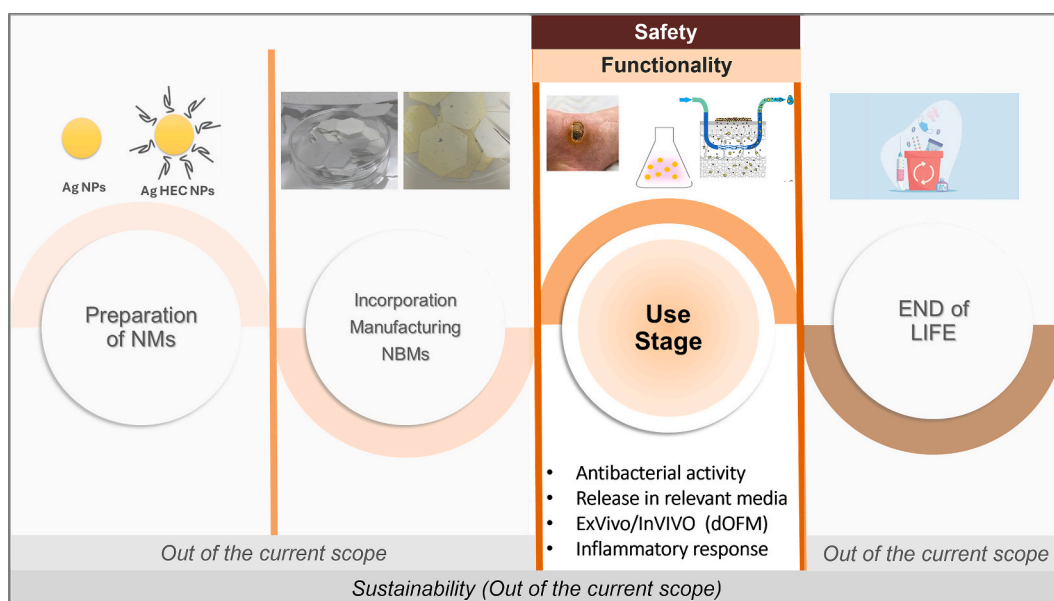 Safety
Functionality
Ag NPs
Ag HEC NPs
Preparation
of NMs
Incorporation
Manufacturing
NBMs
Use
Stage
END of
LIFE
• Antibacterial activity
• Release in relevant media
• ExVivo/InVIVO (dOFM)
• Inflammatory response
Out of the current scope
Out of the current scope
Sustainability (Out of the current scope)